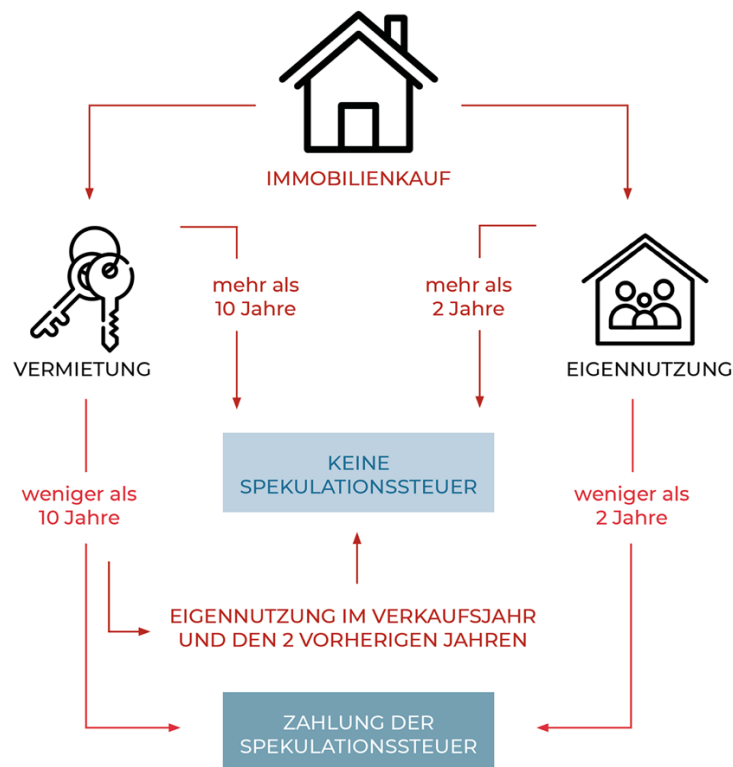 IMMOBILIENKAUF
mehr als
10 Jahre
mehr als
2 Jahre
VERMIETUNG
EIGENNUTZUNG
KEINE
SPEKULATIONSSTEUER
weniger als
10 Jahre
weniger als
2 Jahre
EIGENNUTZUNG IM VERKAUFSJAHR
UND DEN 2 VORHERIGEN JAHREN
ZAHLUNG DER
SPEKULATIONSSTEUER